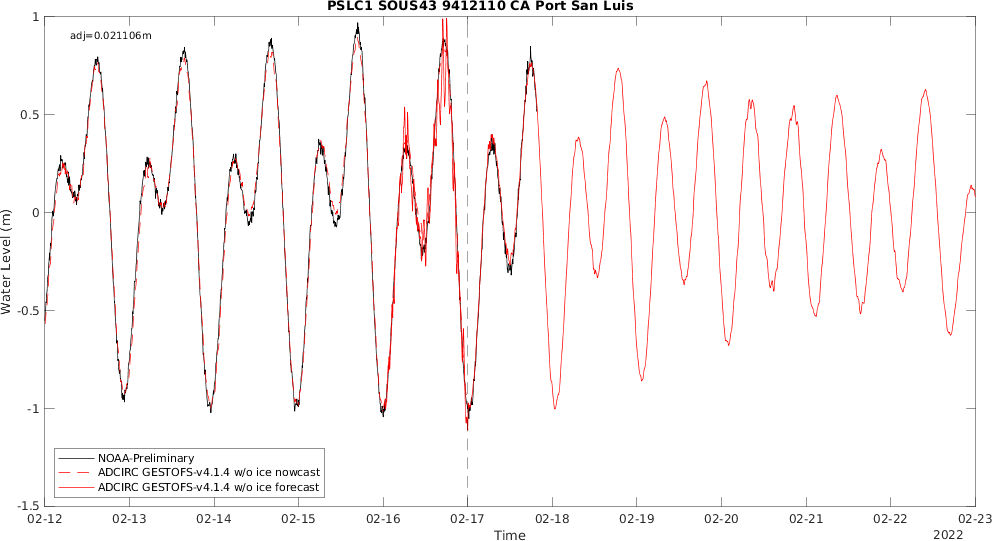 PSLC1 SOUS43 9412110 CA Port San Luis
adj=0.021106m
1
0.5
0
-0.5
-1
-1.5
Water Level (m)
NOAA-Preliminary
ADCIRC GESTOFS-v4.1.4 w/o ice nowcast
ADCIRC GESTOFS-v4.1.4 w/o ice forecast
02-12 02-13 02-14 02-15 02-16 02-17 02-18 02-19 02-20 02-21 02-22 02-23
Time
2022